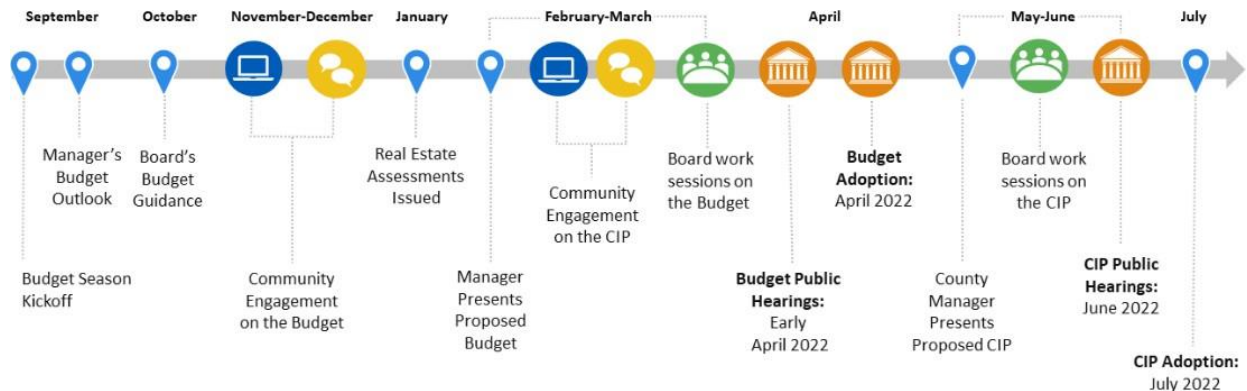 September
October
November-December
January
February-March
April
May-June
July
Manager's
Budget
Outlook
Board's
Budget
Guidance
Real Estate
Assessments
Issued
Community
Engagement
on the CIP
Board work
sessions on
the Budget
Budget
Adoption:
April 2022
Board work
sessions on
the CIP
Budget Season
Kickoff
Community
Engagement
on the Budget
Manager
Presents
Proposed
Budget
Budget Public
Hearings:
Early
April 2022
County
Manager
Presents
Proposed CIP
CIP Public
Hearings:
June 2022
CIP Adoption:
July 2022